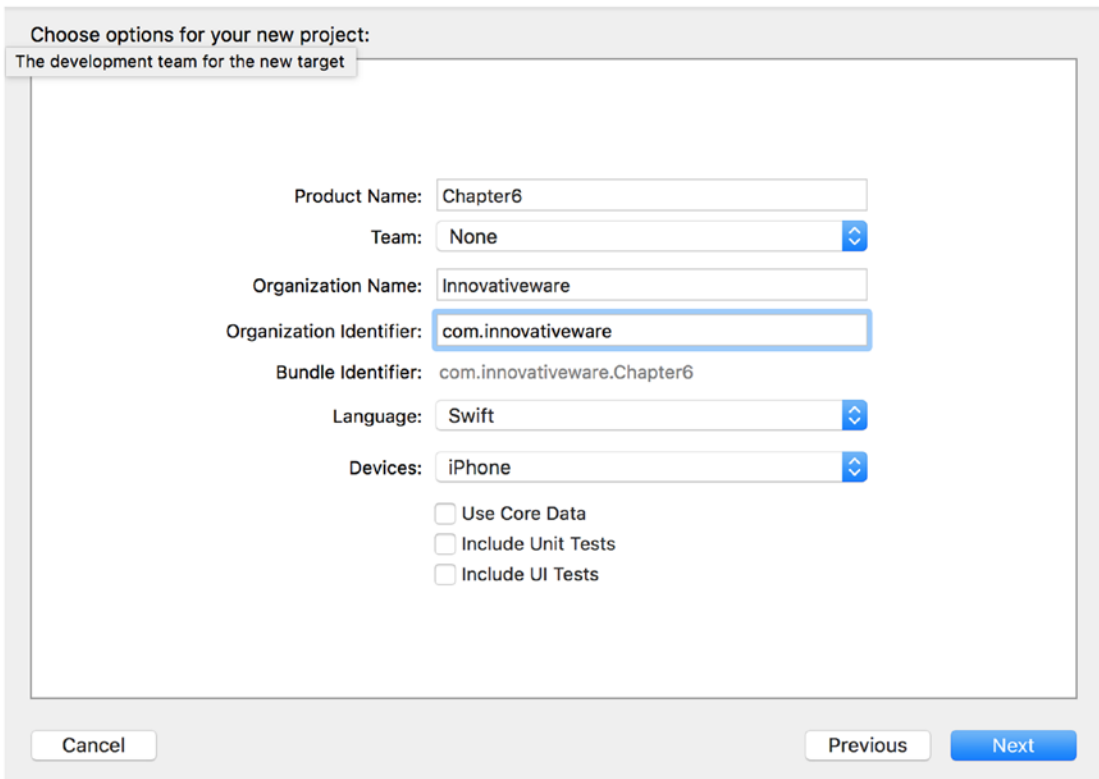 Choose options for your new project:
The development team for the new target
Product Name: Chapter6
Team: None
Organization Name: Innovativeware
Organization Identifier: com.innovativeware
Bundle Identifier: com.innovativeware.Chapter6
Language: Swift
Devices: iPhone
Use Core Data
Include Unit Tests
Include UI Tests
Cancel Previous Next